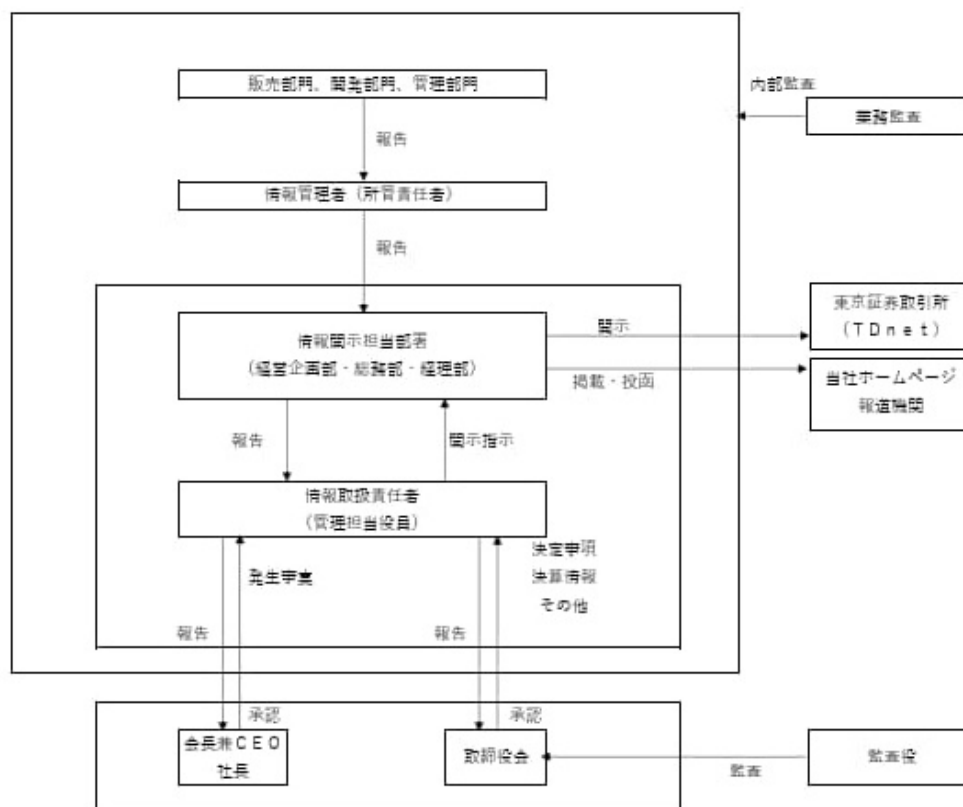 販売部門、開発部門、管理部門
内部監査
業務監査
報告
情報管理者（所管責任者）
報告
東京証券取引所
（ＴＤｎｅｔ）
情報開示担当部署
（経営企画部・総務部・経理部）
開示
掲載・投函
当社ホームページ
報道機関
報告
開示指示
情報取扱責任者
（管理担当役員）
発生事実
決定事項
決算情報
その他
報告
報告
承認
承認
会長兼ＣＥＯ
社長
取締役会
監査
監査役